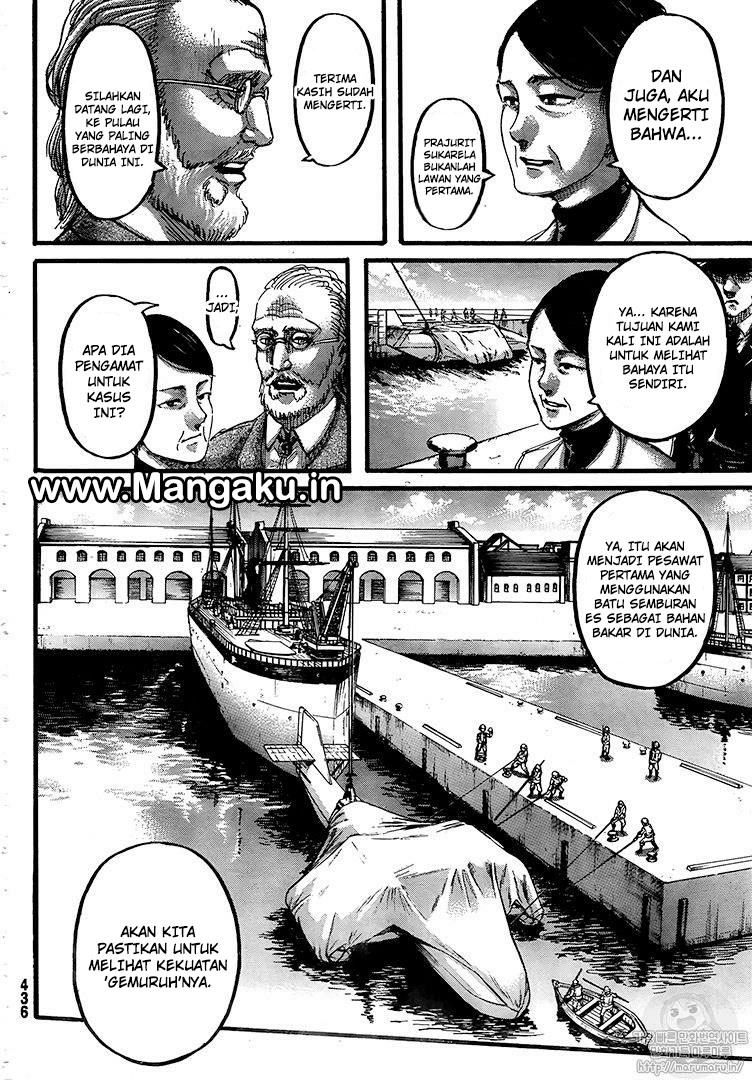 DAN
JUGA, AKU
MENGERTI
BAHWA...
PRAJURIT
SUKARELA
BUKANLAH
LAWAN YANG
PERTAMA.
TERIMA
KASIH SUDAH
MENGERTI.
SILAHKAN
DATANG LAGI,
KE PULAU
YANG PALING
BERBAHAYA DI
DUNIA INI.
YA... KARENA
TUJUAN KAMI
KALI INI ADALAH
UNTUK MELIHAT
BAHAYA ITU
SENDIRI.
...
JADI,
APA DIA
PENGAMAT
UNTUK
KASUS
INI?
www.Mangaku.in
YA, ITU AKAN
MENJADI PESAWAT
PERTAMA YANG
MENGGUNAKAN
BATU SEMBURAN
ES SEBAGAI BAHAN
BAKAR DI DUNIA.
AKAN KITA
PASTIKAN UNTUK
MELIHAT KEKUATAN
'GEMURUH'NYA.
436
http://marumaru.in/